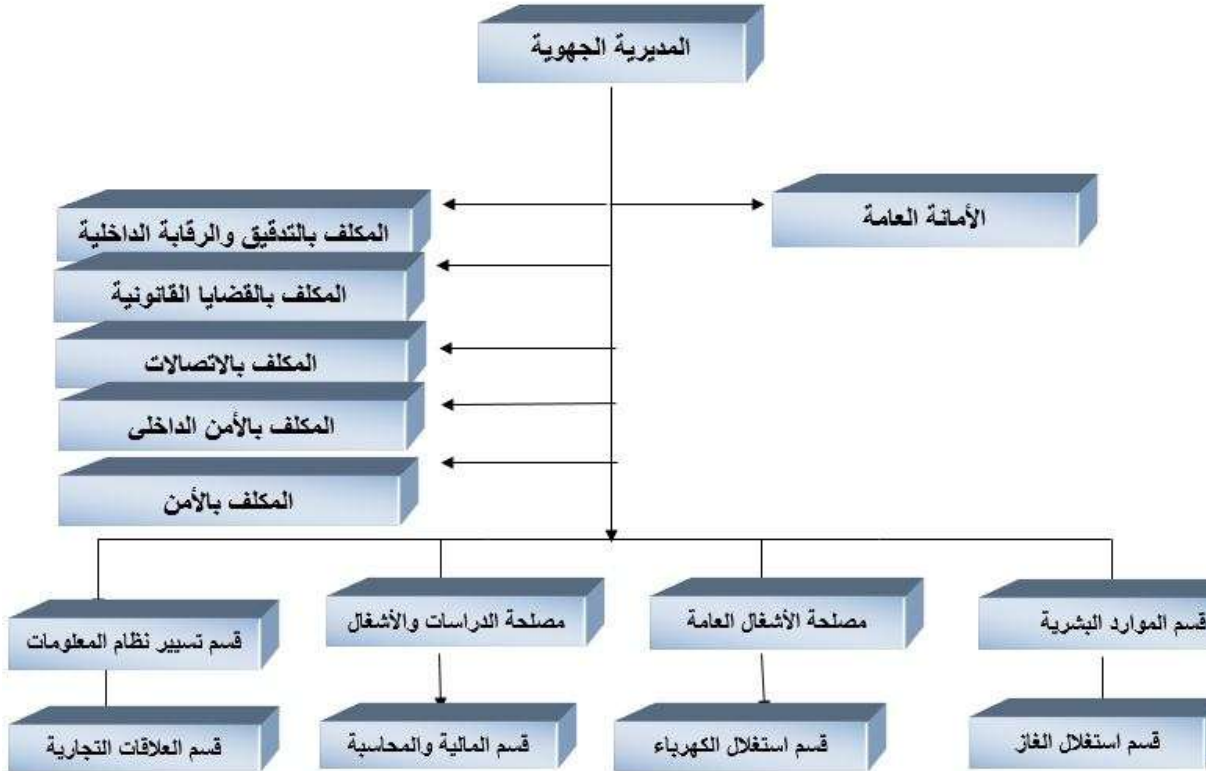 المديرية الجهوية
الأمانة العامة
المكلف بالتدقيق والرقابة الداخلية
المكلف بالقضايا القانونية
المكلف بالاتصالات
المكلف بالأمن الداخلى
المكلف بالأمن
قسم الموارد البشرية
مصلحة الأشغال العامة
مصلحة الدراسات والأشغال
قسم تسيير نظام المعلومات
قسم استغلال الغاز
قسم استغلال الكهرباء
قسم المالية والمحاسبة
قسم العلاقات التجارية